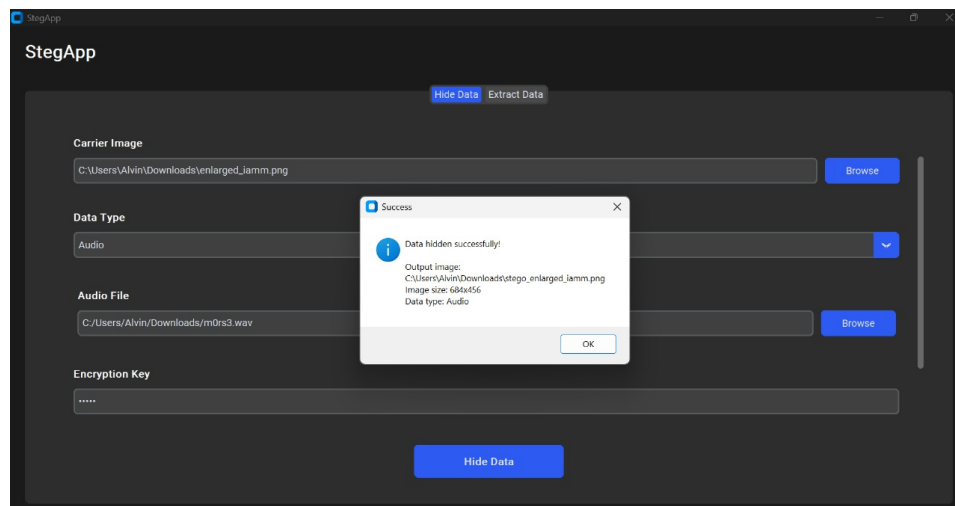 StegApp
StegApp
Hide Data Extract Data
Carrier Image
C:\Users\Alvin\Downloads\enlarged_iamm.png
Browse
Data Type
Audio
Audio File
C:/Users/Alvin/Downloads/m0rs3.wav
Browse
Encryption Key
•••••
Hide Data
Success
Data hidden successfully!
Output image:
C:\Users\Alvin\Downloads\stego_enlarged_iamm.png
Image size: 684x456
Data type: Audio
OK